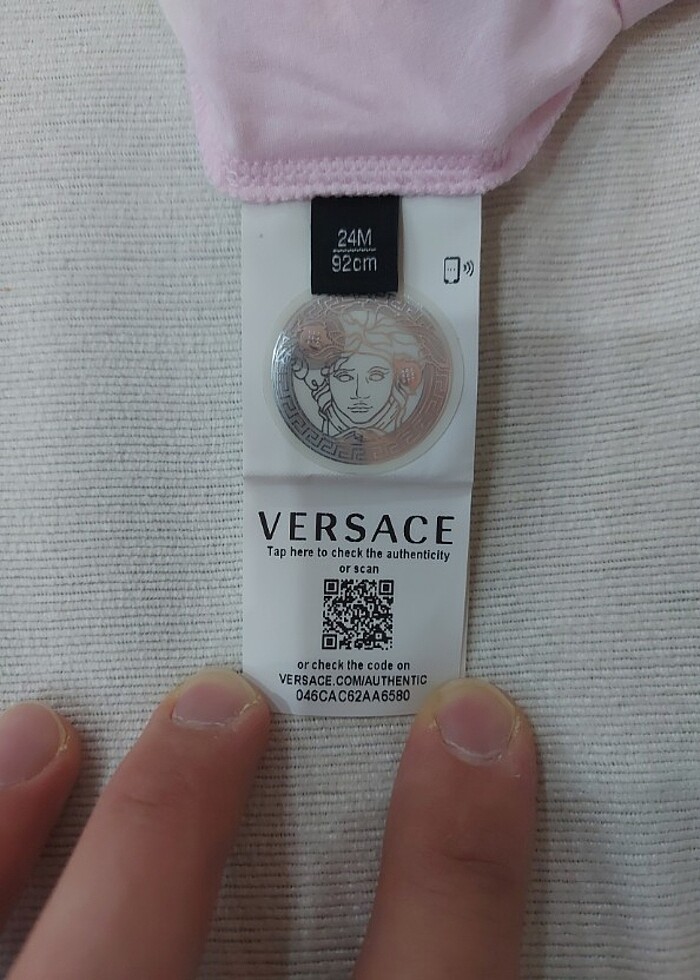 24M
92cm
VERSACE
Tap here to check the authenticity
or scan
or check the code on
VERSACE.COM/AUTHENTIC
046CAC62AA6580